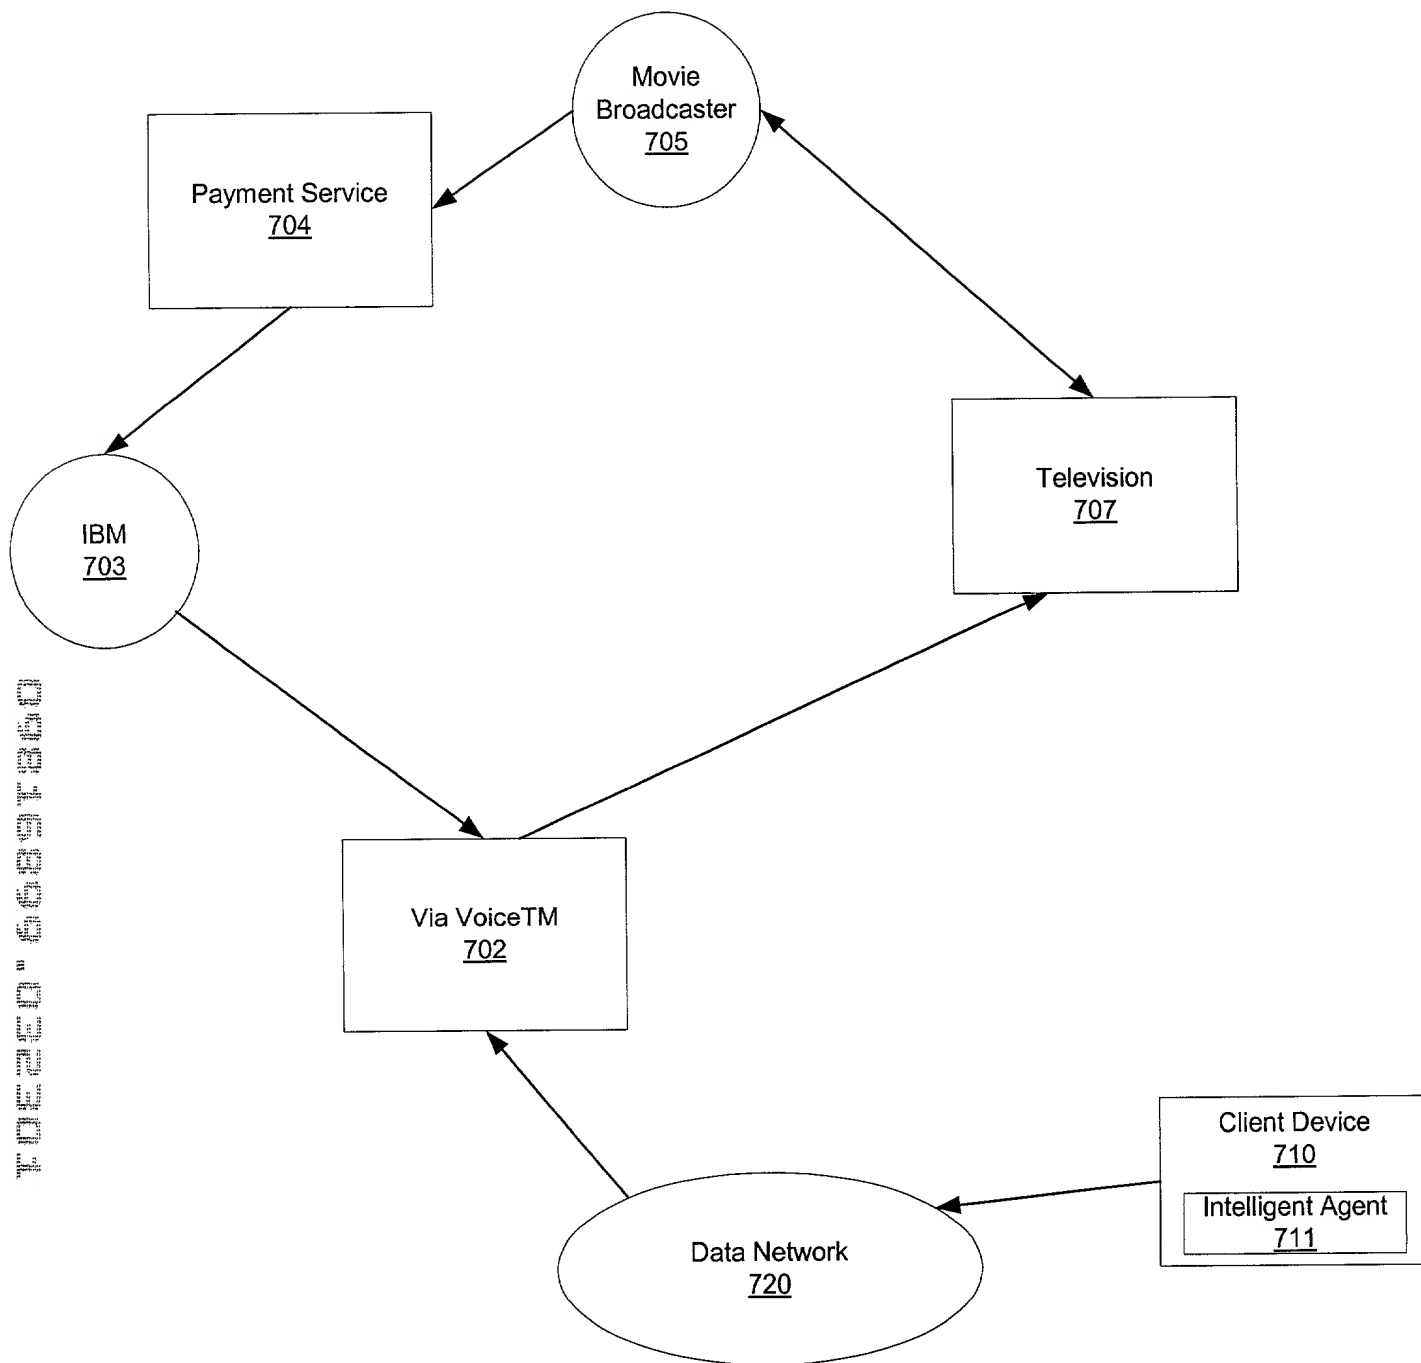 Movie
Broadcaster
705
Payment Service
704
Television
707
IBM
703
Via VoiceTM
702
Client Device
710
Intelligent Agent
711
Data Network
720